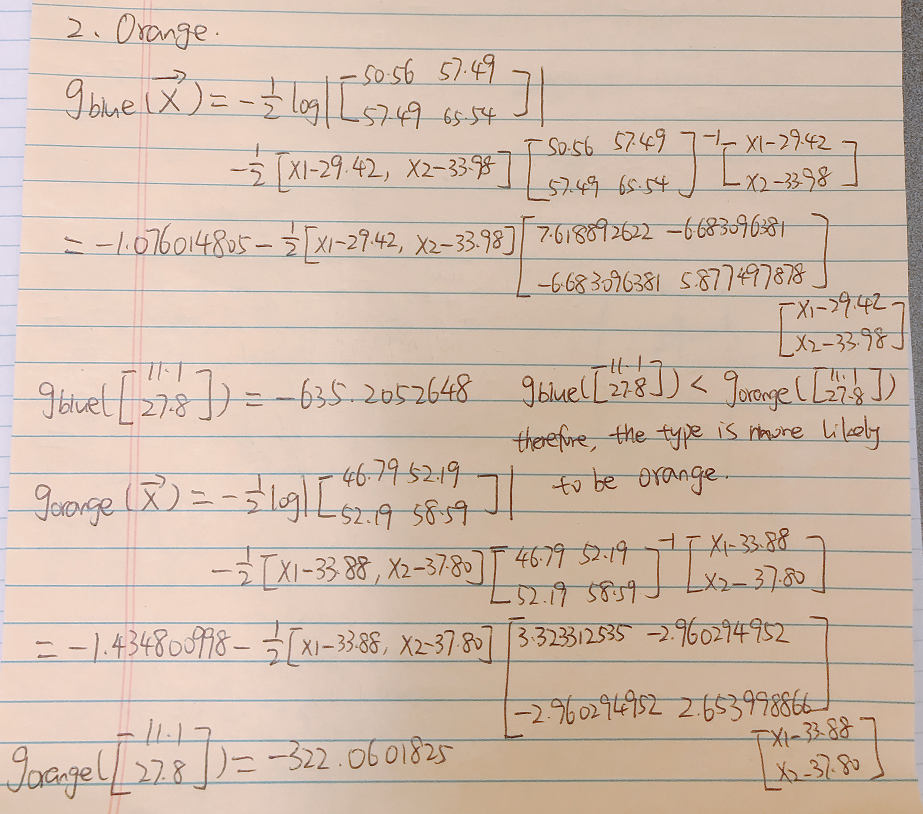 2. Orange.
g_blue(x⃗) = -1/2 log|[50.56 57.49
57.49 65.54]|
-1/2 [x1-29.42, x2-33.98] [50.56 57.49
57.49 65.54]^-1 [x1-29.42
x2-33.98]
= -1.076014805 - 1/2 [x1-29.42, x2-33.98] [7.618892622 -6.683096381
-6.683096381 5.877497878]
[x1-29.42
x2-33.98]
g_blue([11.1
27.8]) = -635.2052648 g_blue([11.1
27.8]) < g_orange([11.1
27.8])
therefore, the type is more likely
to be orange.
g_orange(x⃗) = -1/2 log|[46.79 52.19
52.19 58.59]|
-1/2 [x1-33.88, x2-37.80] [46.79 52.19
52.19 58.59]^-1 [x1-33.88
x2-37.80]
= -1.434800998 - 1/2 [x1-33.88, x2-37.80] [3.323312535 -2.960294952
-2.960294952 2.653998866]
[x1-33.88
x2-37.80]
g_orange([11.1
27.8]) = -322.0601825